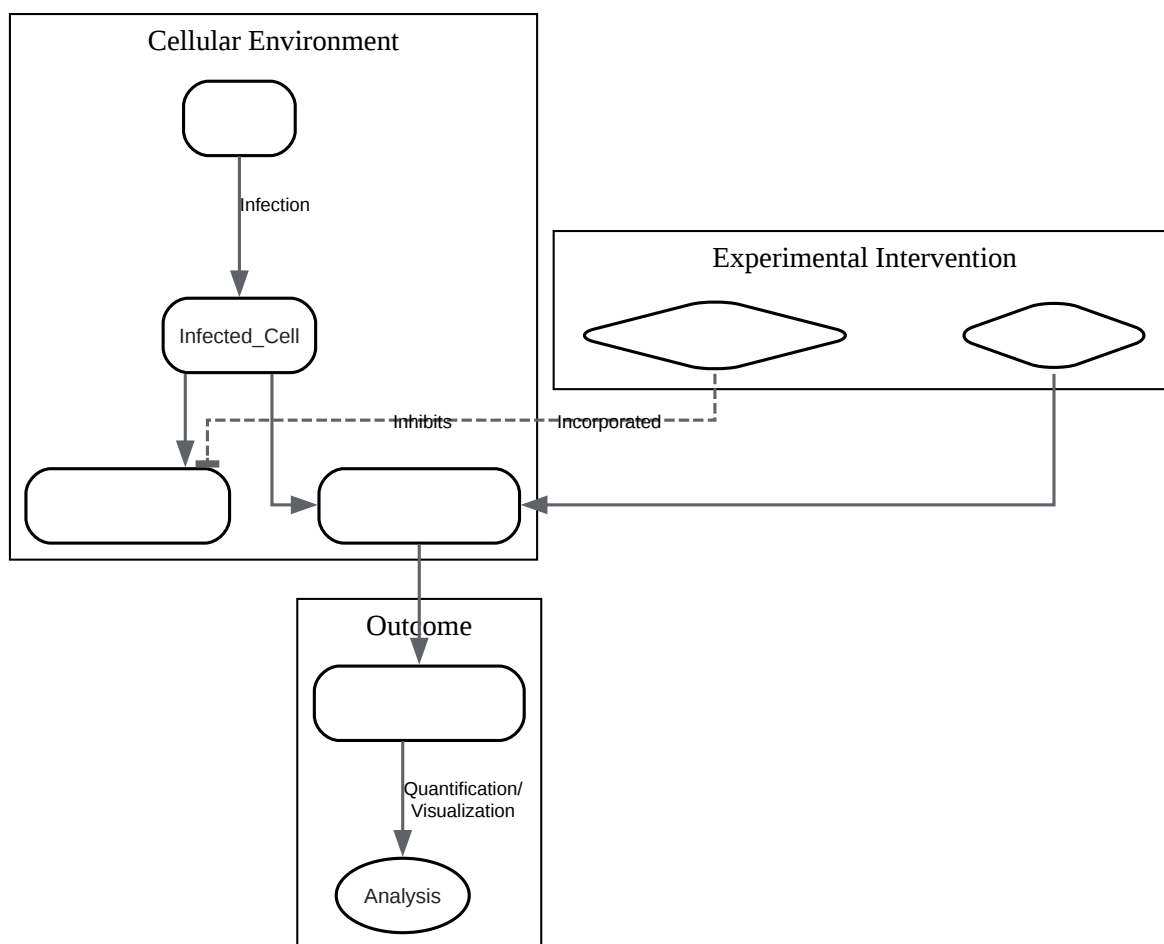 Cellular Environment
Infection
Experimental Intervention
Infected_Cell
Inhibits
Incorporated
Outcome
Quantification/
Visualization
Analysis